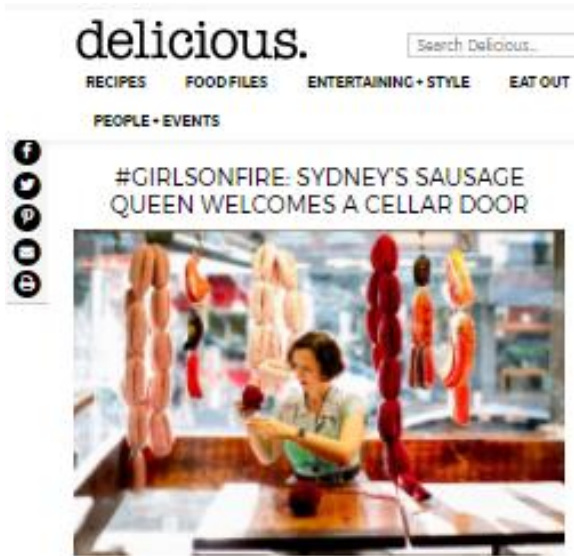 delicious.
Search Delicious...
RECIPES FOOD FILES ENTERTAINING + STYLE EAT OUT
PEOPLE + EVENTS
#GIRLSONFIRE: SYDNEY'S SAUSAGE
QUEEN WELCOMES A CELLAR DOOR